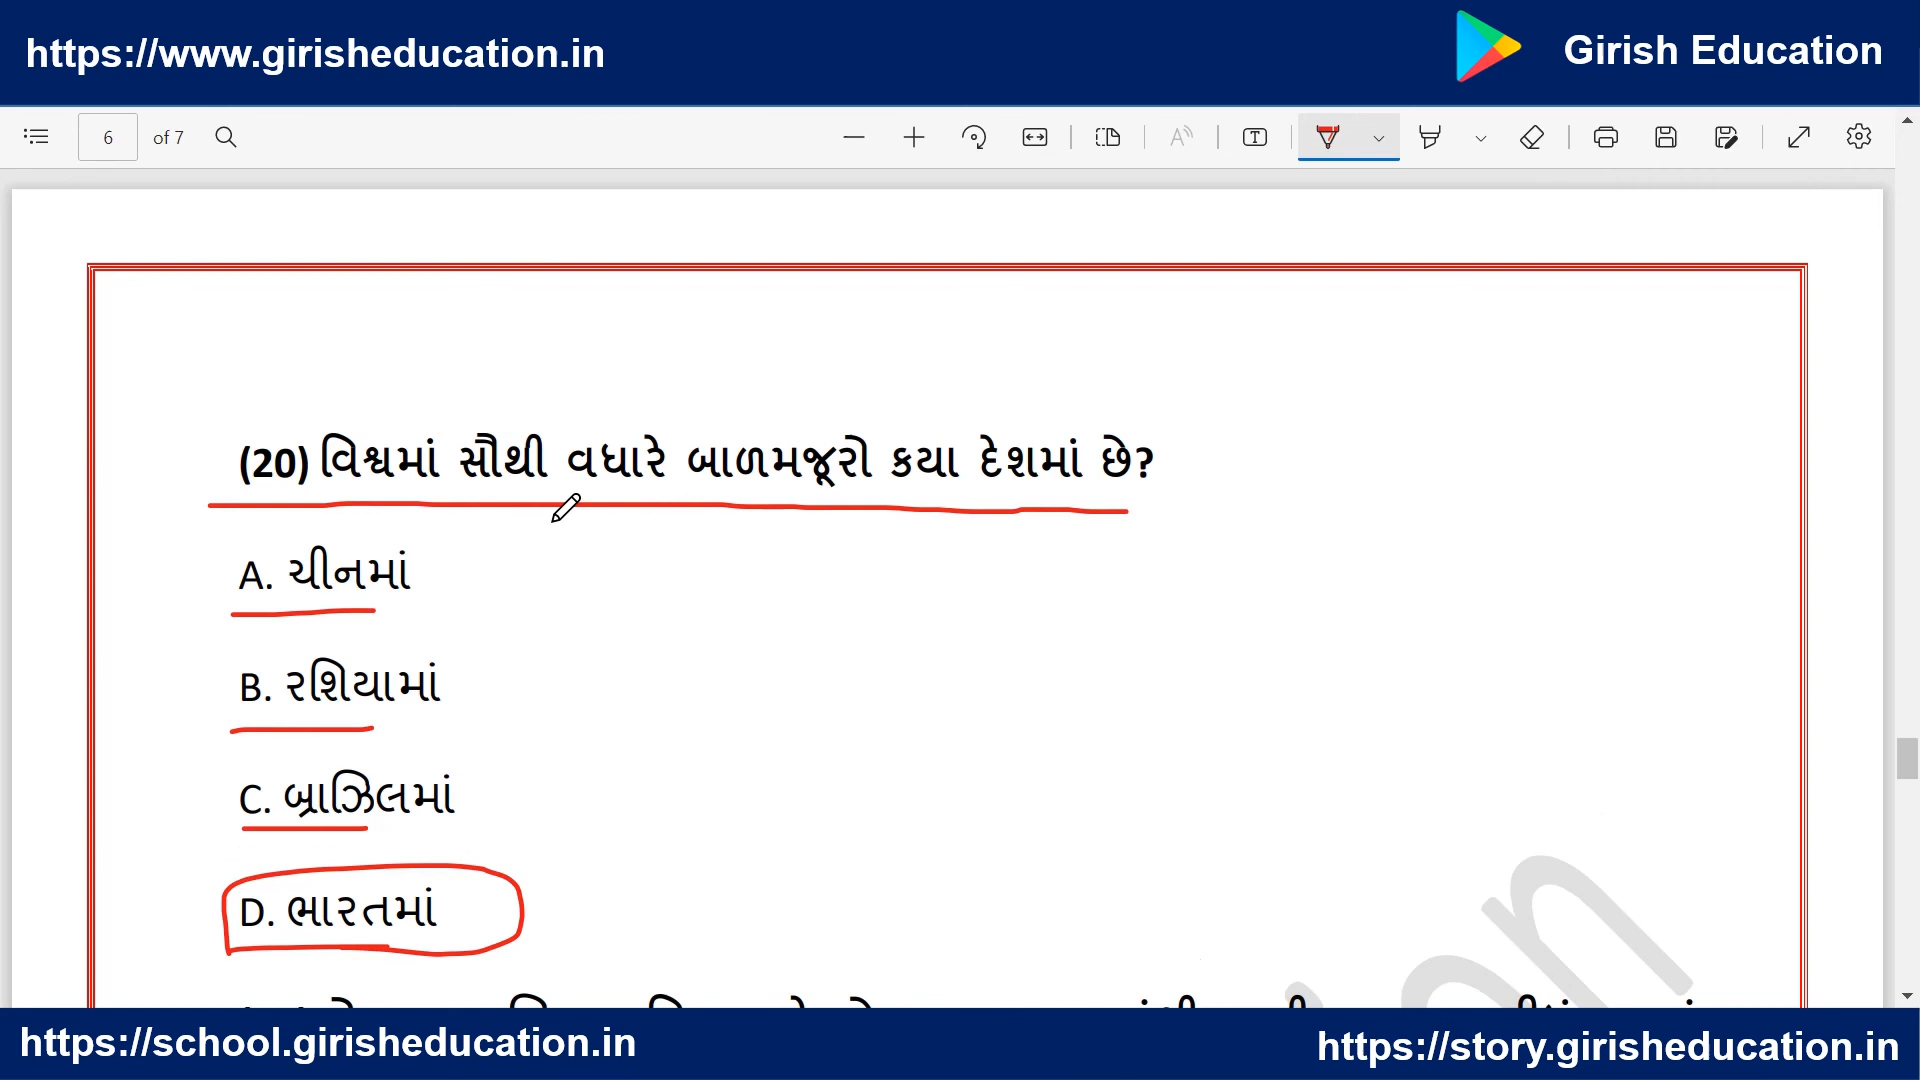 https://www.girisheducation.in
Girish Education
6 of 7
(20) વિશ્વમાં સૌથી વધારે બાળમજૂરો કયા દેશમાં છે?
A. ચીનમાં
B. રશિયામાં
C. બ્રાઝિલમાં
D. ભારતમાં
https://school.girisheducation.in
https://story.girisheducation.in